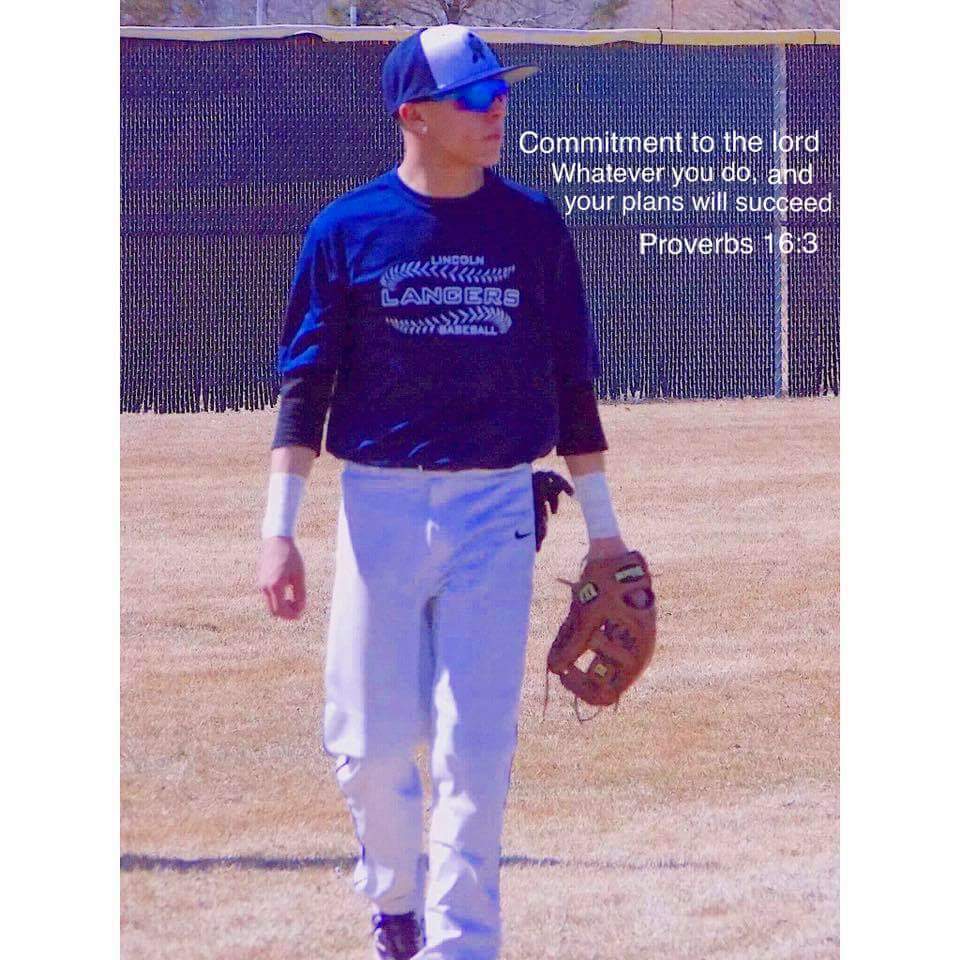 Commitment to the lord
Whatever you do, and
your plans will succeed
Proverbs 16:3
LINCOLN
LANCERS
BASEBALL